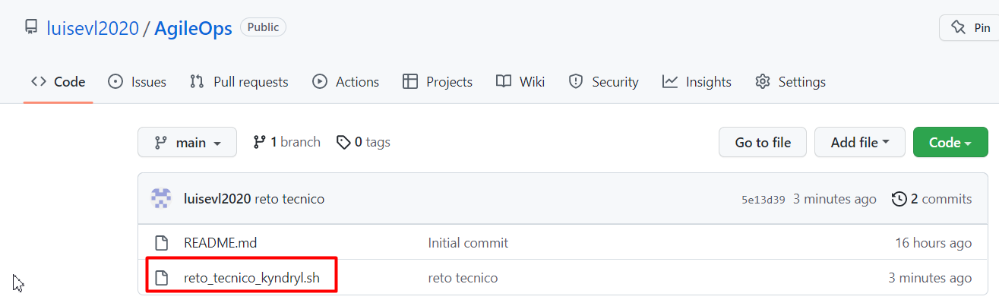 luisevl2020 / AgileOps Public Pin
Code Issues Pull requests Actions Projects Wiki Security Insights Settings
main 1 branch 0 tags Go to file Add file Code
luisevl2020 reto tecnico 5e13d39 3 minutes ago 2 commits
README.md Initial commit 16 hours ago
reto_tecnico_kyndryl.sh reto tecnico 3 minutes ago